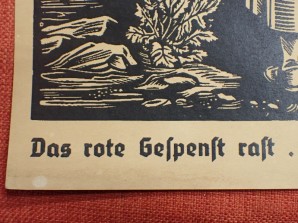 Das rote Geſpenſt raſt .